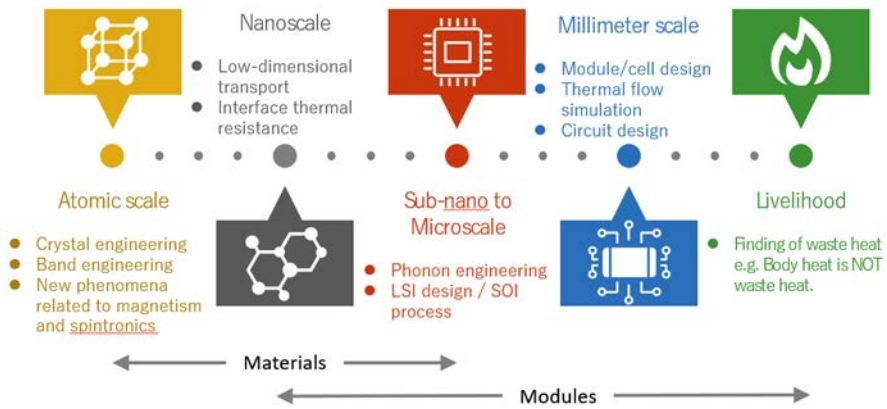 Nanoscale
● Low-dimensional
transport
● Interface thermal
resistance
Millimeter scale
● Module/cell design
● Thermal flow
simulation
● Circuit design
Atomic scale
● Crystal engineering
● Band engineering
● New phenomena
related to magnetism
and spintronics
Sub-nano to
Microscale
● Phonon engineering
● LSI design / SOI
process
Livelihood
● Finding of waste heat
e.g. Body heat is NOT
waste heat.
Materials
Modules